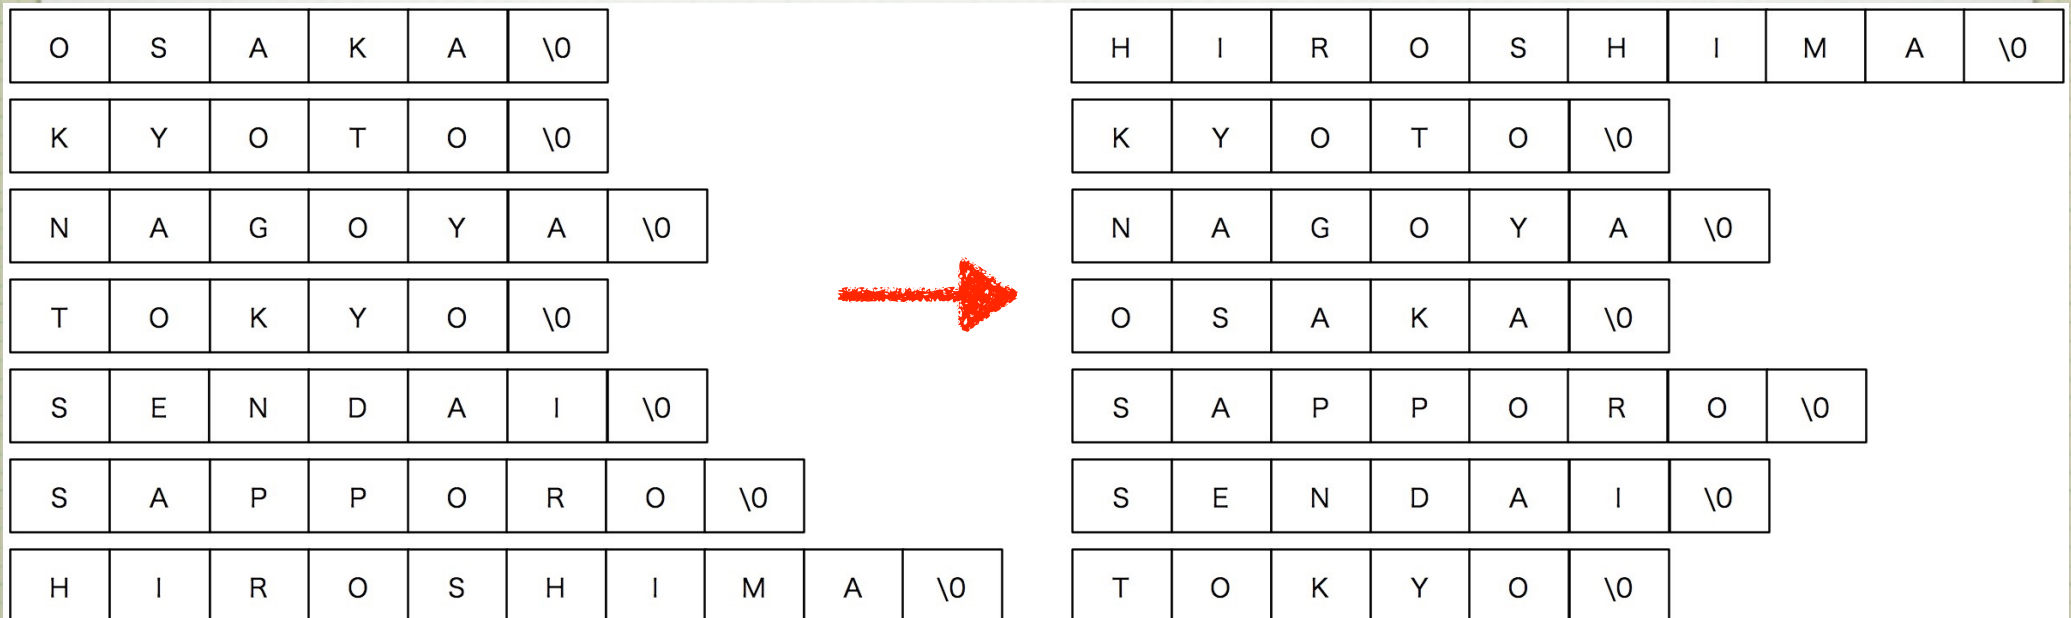 O S A K A \0
K Y O T O \0
N A G O Y A \0
T O K Y O \0
S E N D A I \0
S A P P O R O \0
H I R O S H I M A \0
H I R O S H I M A \0
K Y O T O \0
N A G O Y A \0
O S A K A \0
S A P P O R O \0
S E N D A I \0
T O K Y O \0